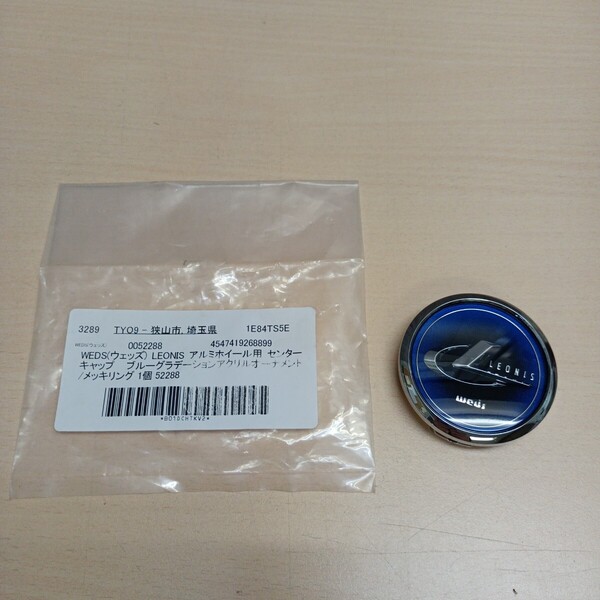 3289 TYO9 - 狭山市, 埼玉県 1E84TS5E
WEDS(ウェッズ) 0052288 4547419268899
WEDS(ウェッズ) LEONIS アルミホイール用 センター
キャップ ブルーグラデーションアクリルオーナメント
/メッキリング 1個 52288
LEONIS
weds